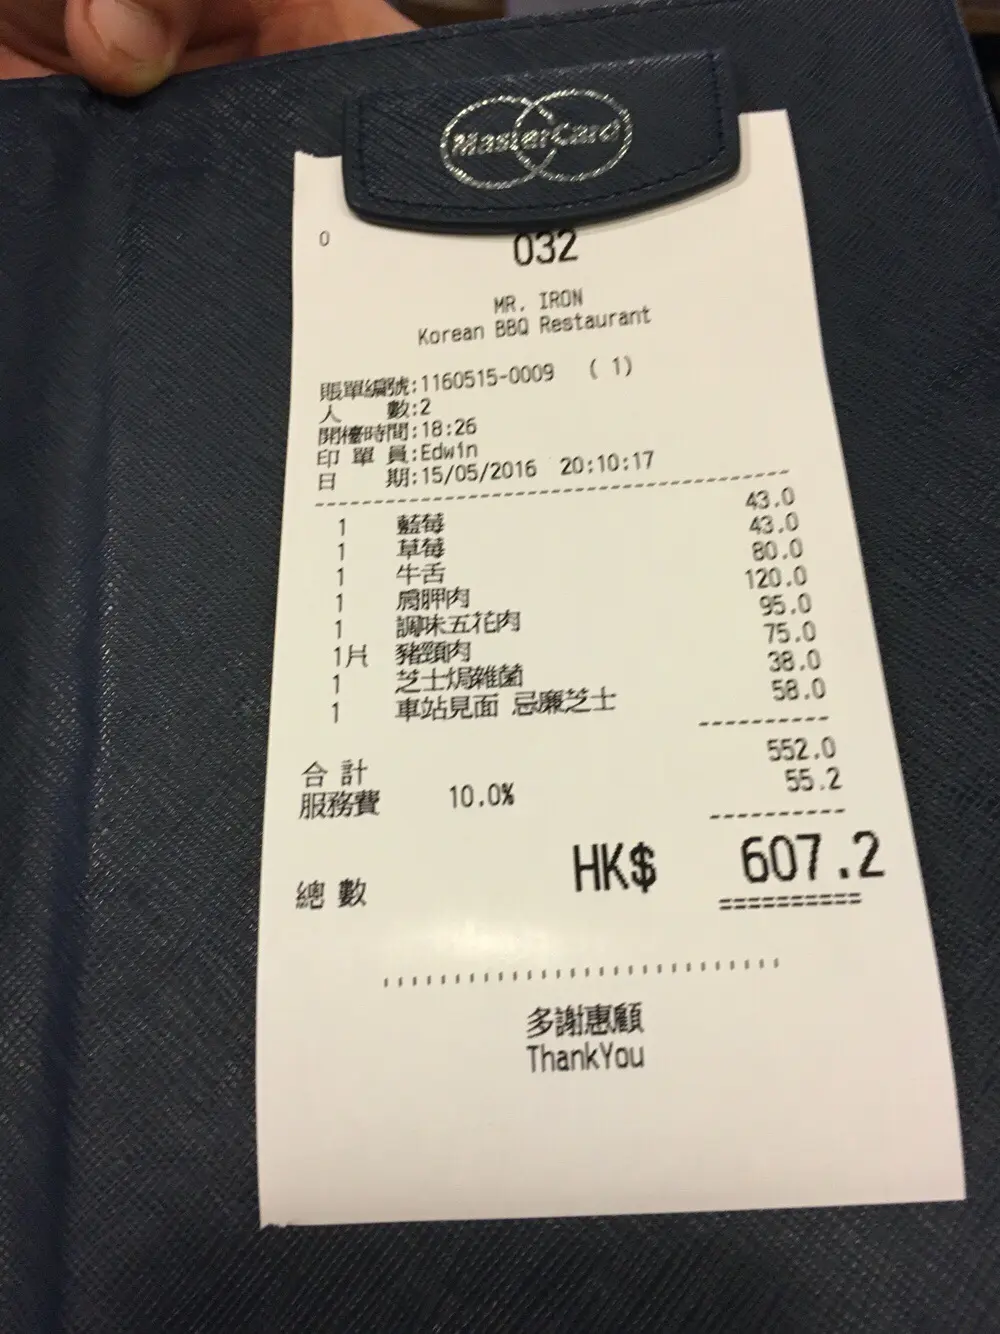 MasterCard
0
032
MR. IRON
Korean BBQ Restaurant
賬單編號:1160515-0009 ( 1)
人 數:2
開檯時間:18:26
印 單 員:Edwin
日 期:15/05/2016 20:10:17
1 藍莓 43.0
1 草莓 43.0
1 牛舌 80.0
1 肩胛肉 120.0
1 調味五花肉 95.0
1片 豬頸肉 75.0
1 芝士焗雜菌 38.0
1 車站見面 忌廉芝士 58.0
合 計 552.0
服務費 10.0% 55.2
總 數 HK$ 607.2
多謝惠顧
ThankYou